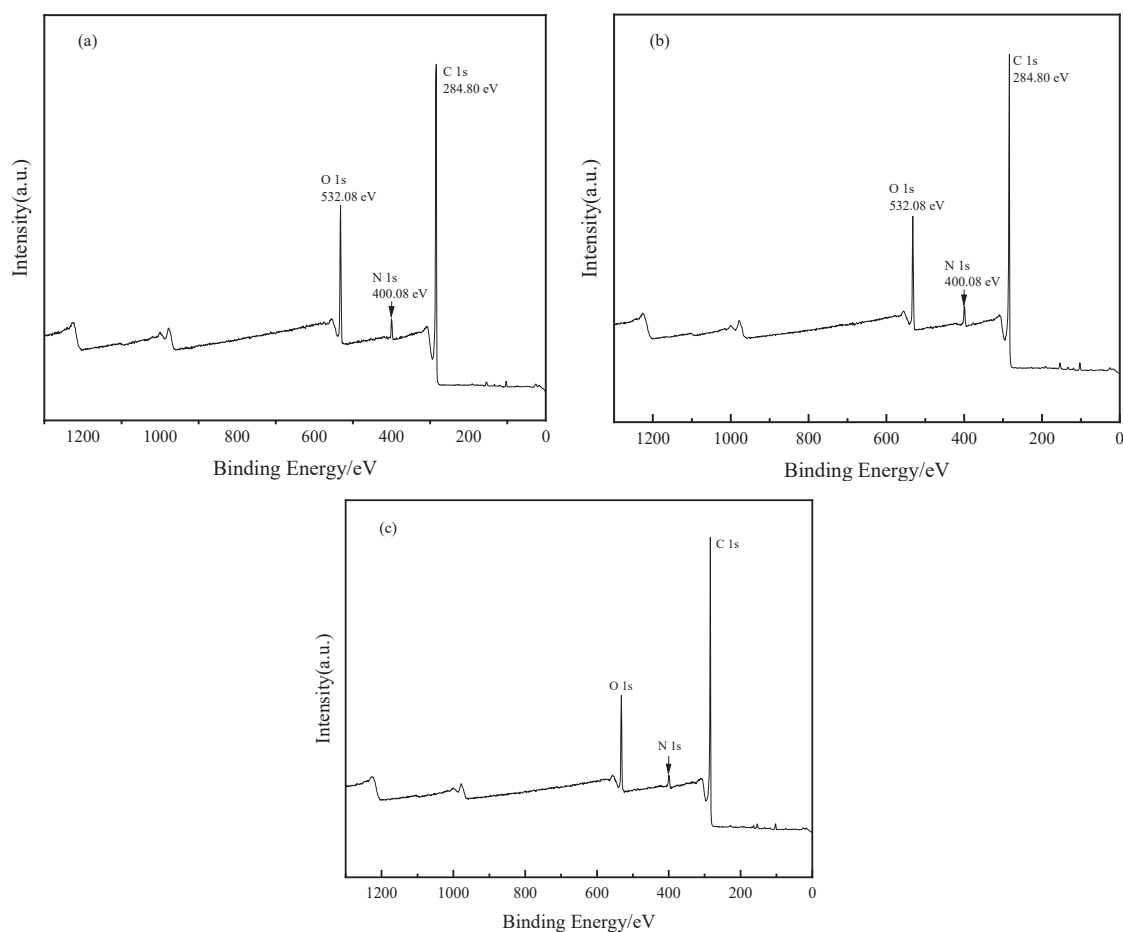 (a)
C 1s
284.80 eV
O 1s
532.08 eV
N 1s
400.08 eV
Intensity(a.u.)
1200 1000 800 600 400 200 0
Binding Energy/eV
(b)
C 1s
284.80 eV
O 1s
532.08 eV
N 1s
400.08 eV
Intensity(a.u.)
1200 1000 800 600 400 200 0
Binding Energy/eV
(c)
C 1s
O 1s
N 1s
Intensity(a.u.)
1200 1000 800 600 400 200 0
Binding Energy/eV